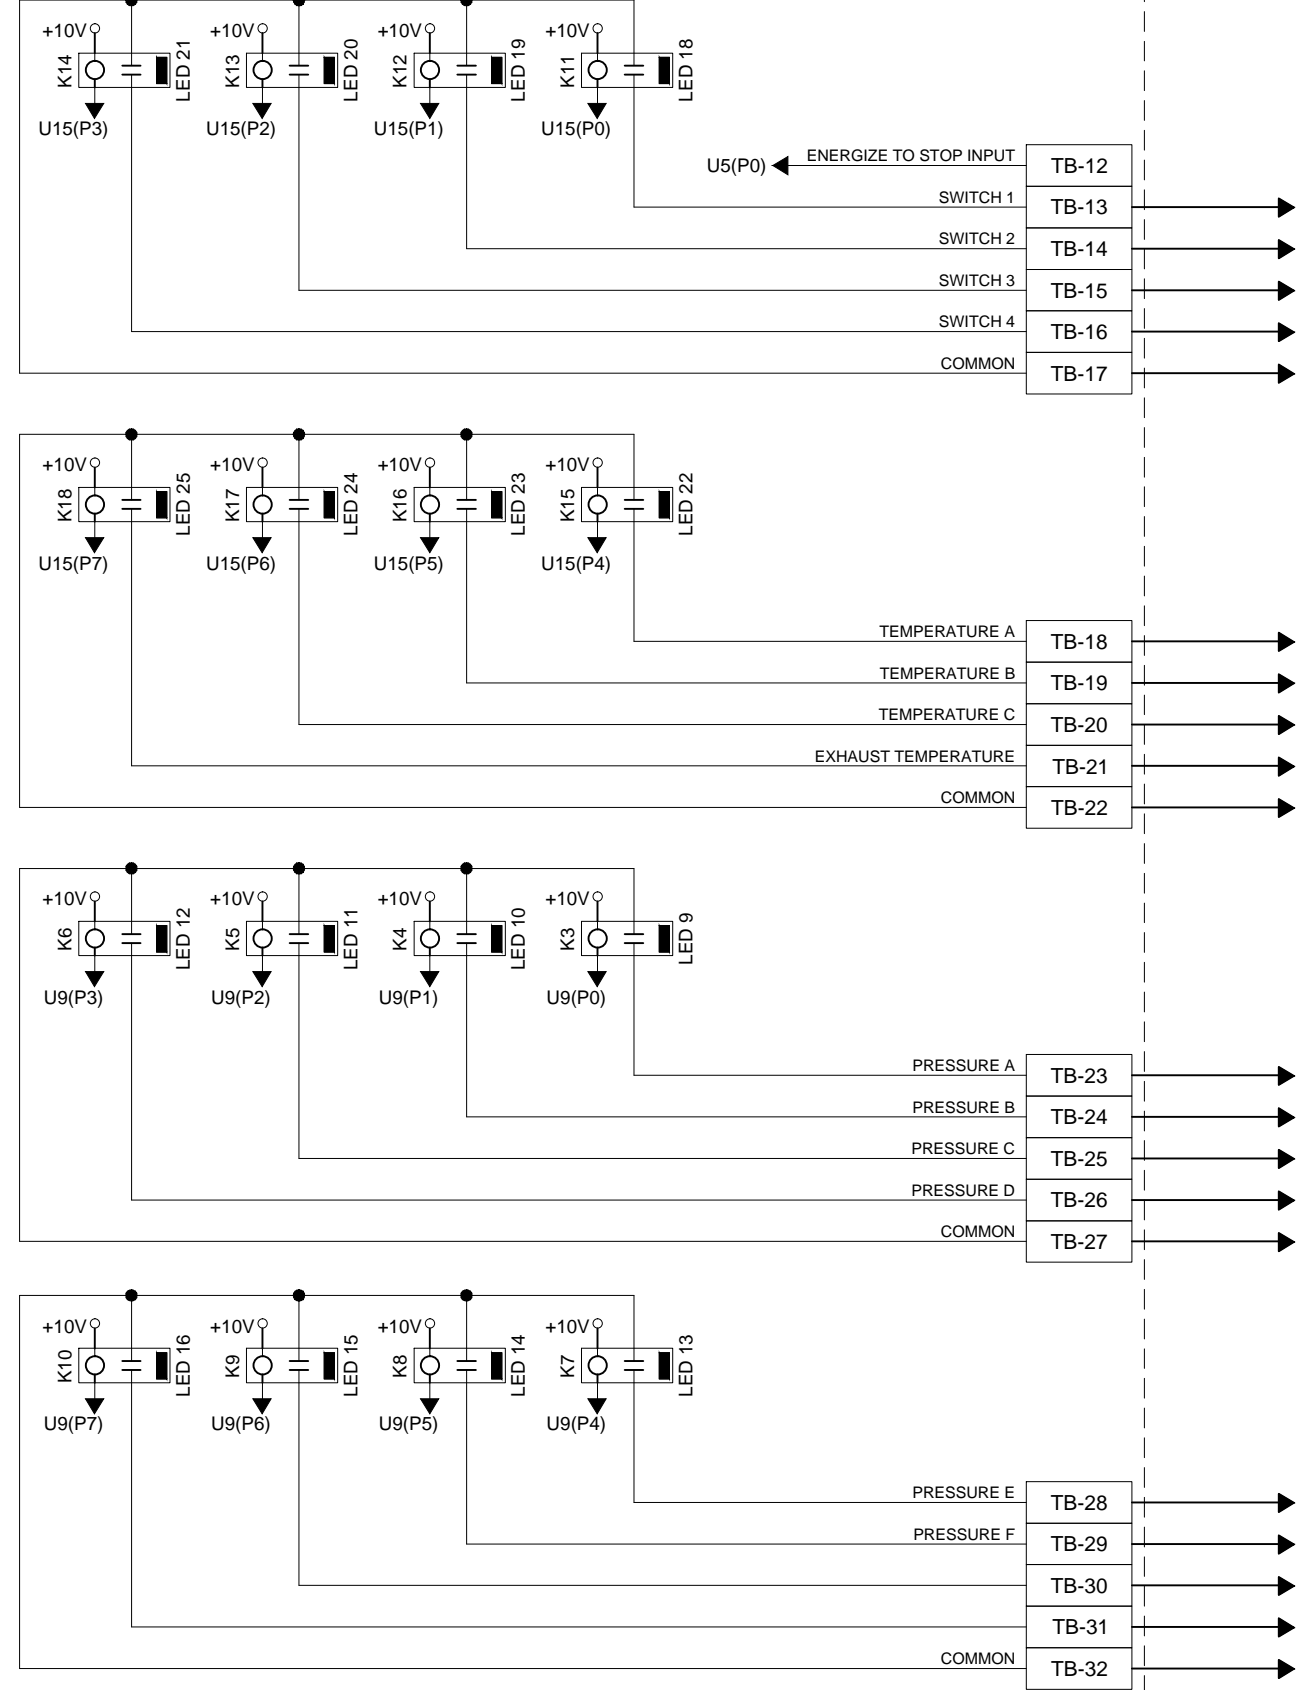 +10V +10V +10V +10V
K14 LED 21 K13 LED 20 K12 LED 19 K11 LED 18
U15(P3) U15(P2) U15(P1) U15(P0)
U5(P0) ENERGIZE TO STOP INPUT TB-12
SWITCH 1 TB-13
SWITCH 2 TB-14
SWITCH 3 TB-15
SWITCH 4 TB-16
COMMON TB-17
+10V +10V +10V +10V
K18 LED 25 K17 LED 24 K16 LED 23 K15 LED 22
U15(P7) U15(P6) U15(P5) U15(P4)
TEMPERATURE A TB-18
TEMPERATURE B TB-19
TEMPERATURE C TB-20
EXHAUST TEMPERATURE TB-21
COMMON TB-22
+10V +10V +10V +10V
K6 LED 12 K5 LED 11 K4 LED 10 K3 LED 9
U9(P3) U9(P2) U9(P1) U9(P0)
PRESSURE A TB-23
PRESSURE B TB-24
PRESSURE C TB-25
PRESSURE D TB-26
COMMON TB-27
+10V +10V +10V +10V
K10 LED 16 K9 LED 15 K8 LED 14 K7 LED 13
U9(P7) U9(P6) U9(P5) U9(P4)
PRESSURE E TB-28
PRESSURE F TB-29
TB-30
TB-31
COMMON TB-32